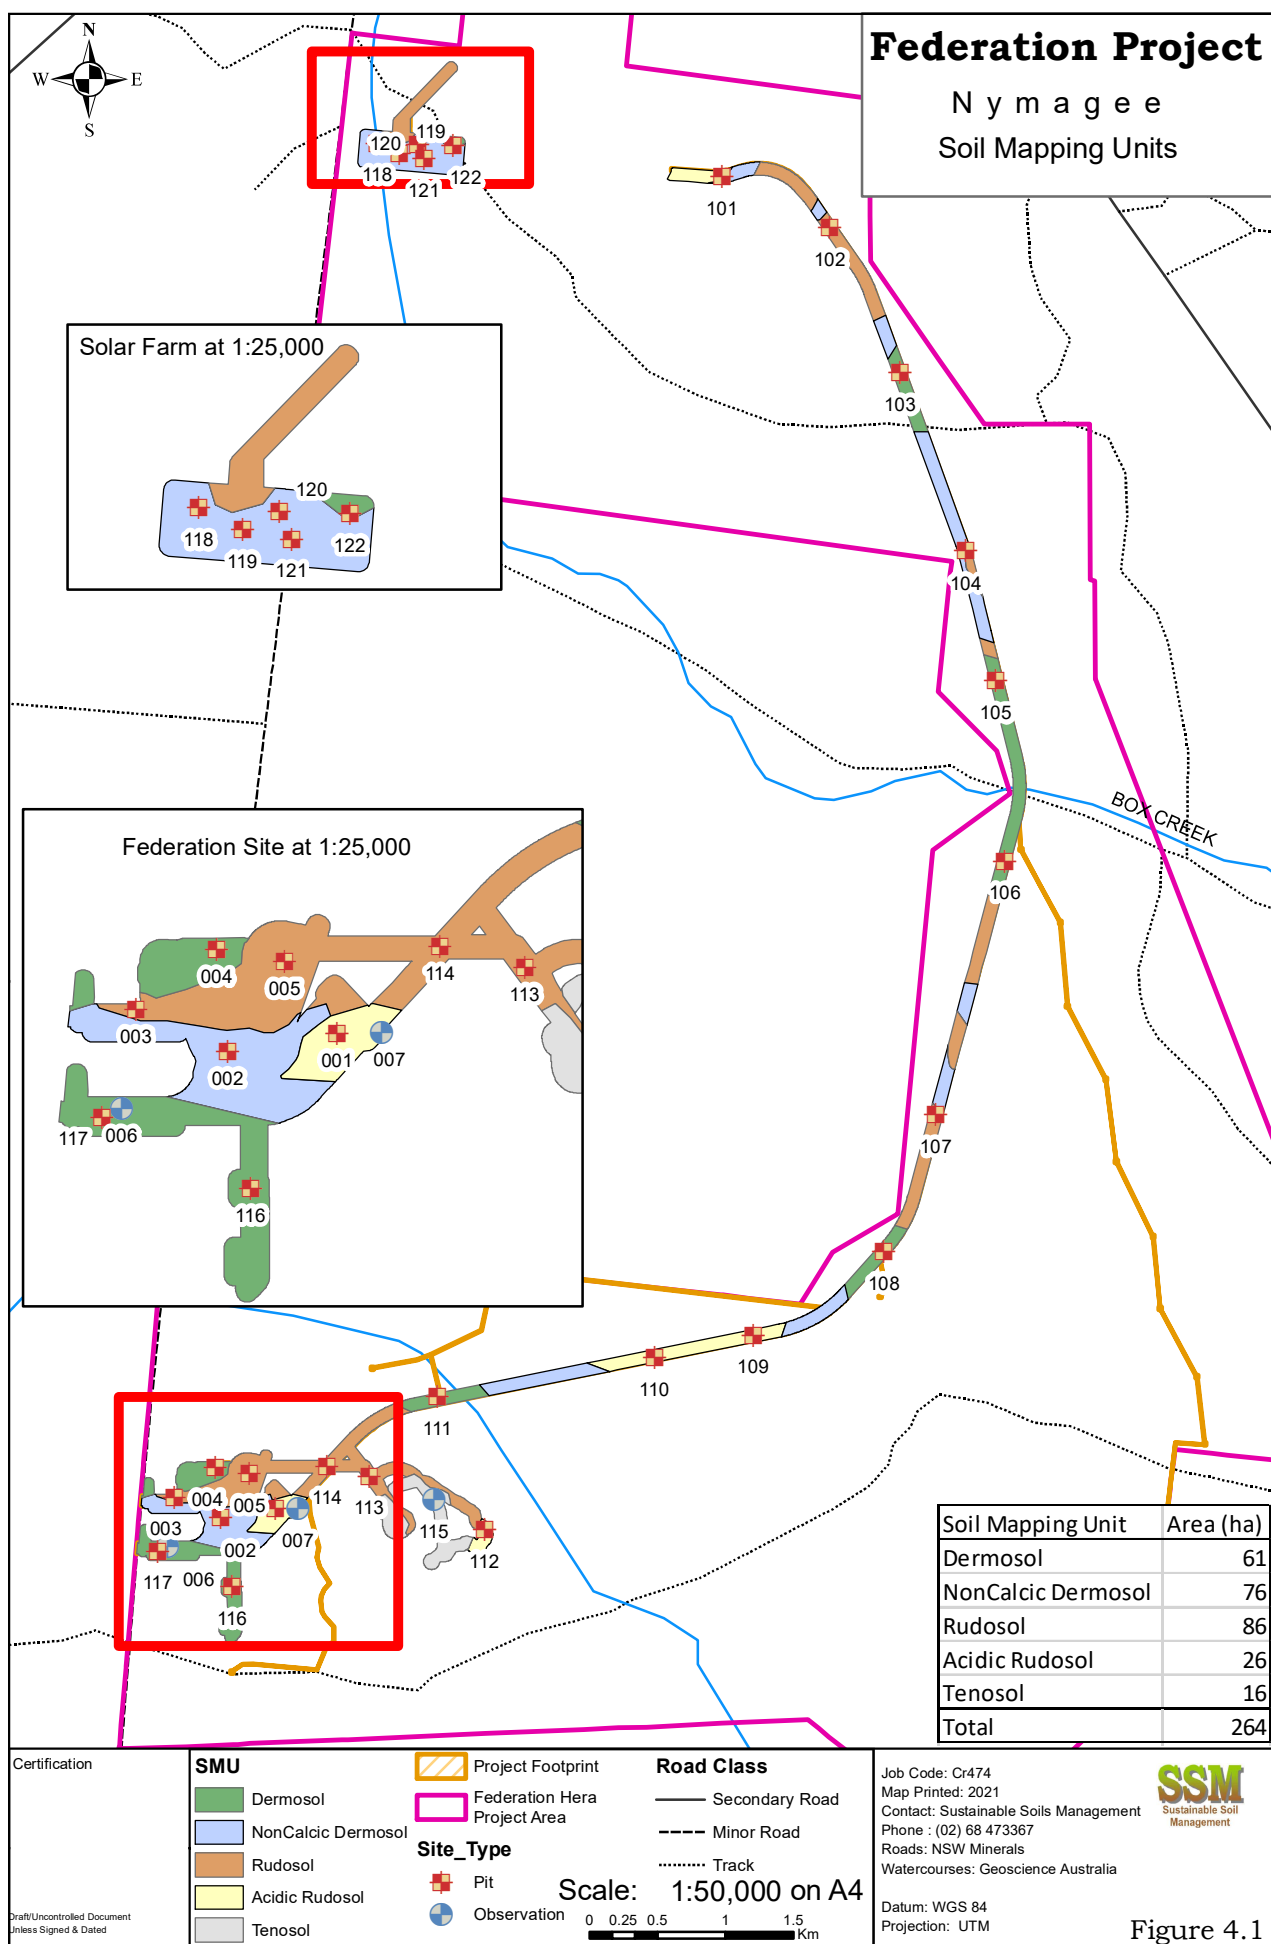 Federation Project
Nymagee
Soil Mapping Units
N
W
E
S
119
120
118
121
122
101
102
103
104
105
106
107
108
109
110
111
BOX CREEK
Solar Farm at 1:25,000
120
118
119
121
122
Federation Site at 1:25,000
004
005
114
113
003
002
001
007
117
006
116
004
005
114
113
115
112
003
002
007
117
006
116
Soil Mapping Unit Area (ha)
Dermosol 61
NonCalcic Dermosol 76
Rudosol 86
Acidic Rudosol 26
Tenosol 16
Total 264
Certification
Draft/Uncontrolled Document
Unless Signed & Dated
SMU
Dermosol
NonCalcic Dermosol
Rudosol
Acidic Rudosol
Tenosol
Project Footprint
Federation Hera
Project Area
Site_Type
Pit
Observation
Road Class
Secondary Road
Minor Road
Track
Scale: 1:50,000 on A4
0 0.25 0.5 1 1.5
Km
Job Code: Cr474
Map Printed: 2021
Contact: Sustainable Soils Management
Phone : (02) 68 473367
Roads: NSW Minerals
Watercourses: Geoscience Australia
Datum: WGS 84
Projection: UTM
SSM
Sustainable Soil
Management
Figure 4.1